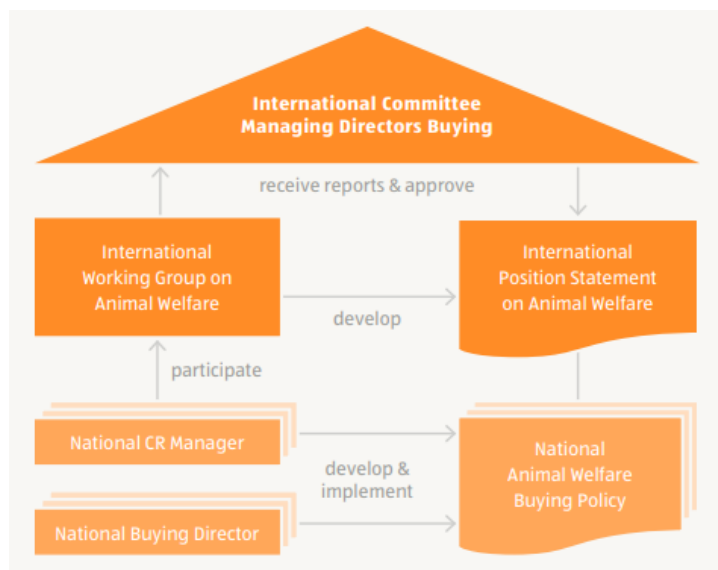 International Committee
Managing Directors Buying
receive reports & approve
International
Working Group on
Animal Welfare
International
Position Statement
on Animal Welfare
develop
participate
National CR Manager
National
Animal Welfare
Buying Policy
develop &
implement
National Buying Director